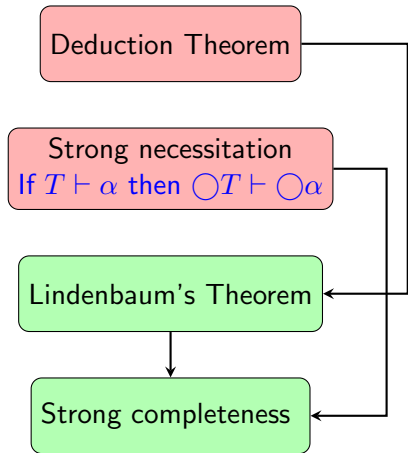 Deduction Theorem
Strong necessitation
If T ⊢ α then ◯T ⊢ ◯α
Lindenbaum's Theorem
Strong completeness